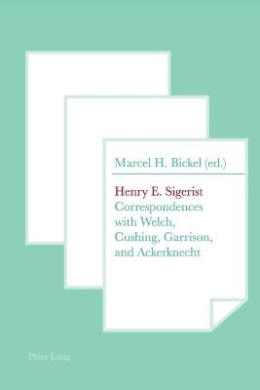 Marcel H. Bickel (ed.)
Henry E. Sigerist
Correspondences
with Welch,
Cushing, Garrison,
and Ackerknecht
Peter Lang